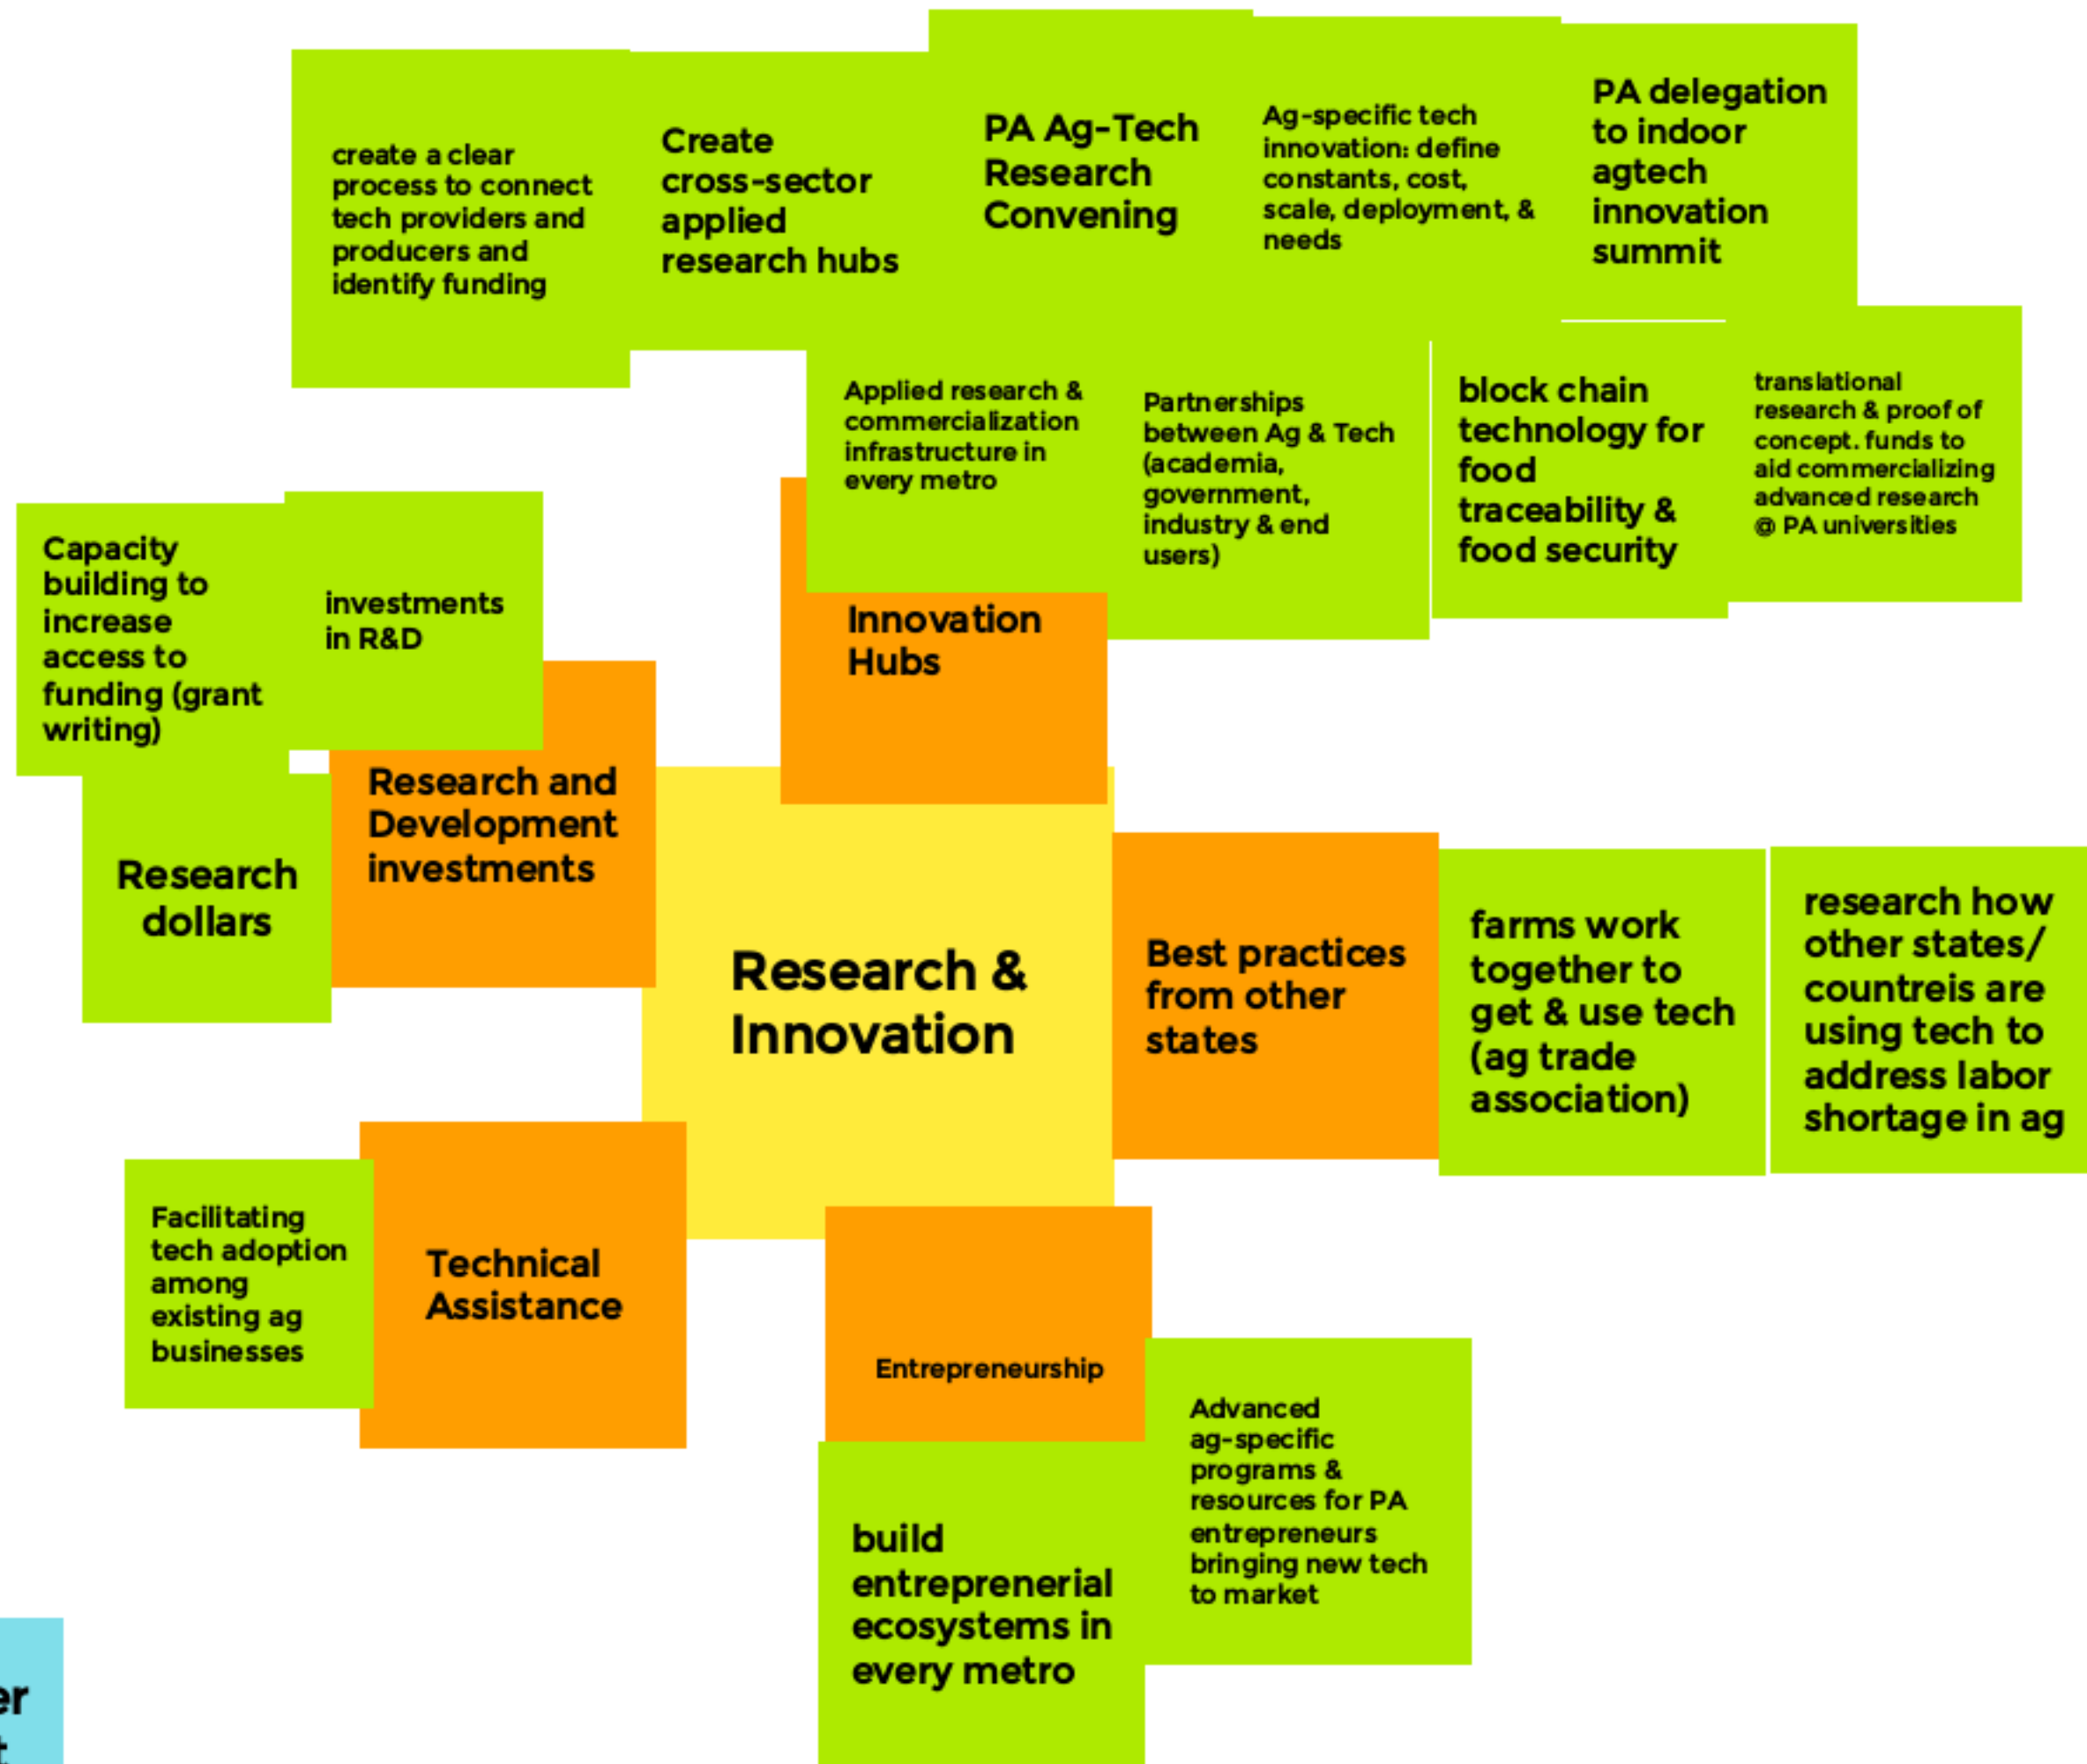 create a clear
process to connect
tech providers and
producers and
identify funding
Create
cross-sector
applied
research hubs
PA Ag-Tech
Research
Convening
Ag-specific tech
innovation: define
constants, cost,
scale, deployment, &
needs
PA delegation
to indoor
agtech
innovation
summit
Applied research &
commercialization
infrastructure in
every metro
Partnerships
between Ag & Tech
(academia,
government,
industry & end
users)
block chain
technology for
food
traceability &
food security
translational
research & proof of
concept. funds to
aid commercializing
advanced research
@ PA universities
Capacity
building to
increase
access to
funding (grant
writing)
investments
in R&D
Innovation
Hubs
Research and
Development
investments
Research
dollars
Research &
Innovation
Best practices
from other
states
farms work
together to
get & use tech
(ag trade
association)
research how
other states/
countreis are
using tech to
address labor
shortage in ag
Facilitating
tech adoption
among
existing ag
businesses
Technical
Assistance
Entrepreneurship
Advanced
ag-specific
programs &
resources for PA
entrepreneurs
bringing new tech
to market
build
entreprenerial
ecosystems in
every metro